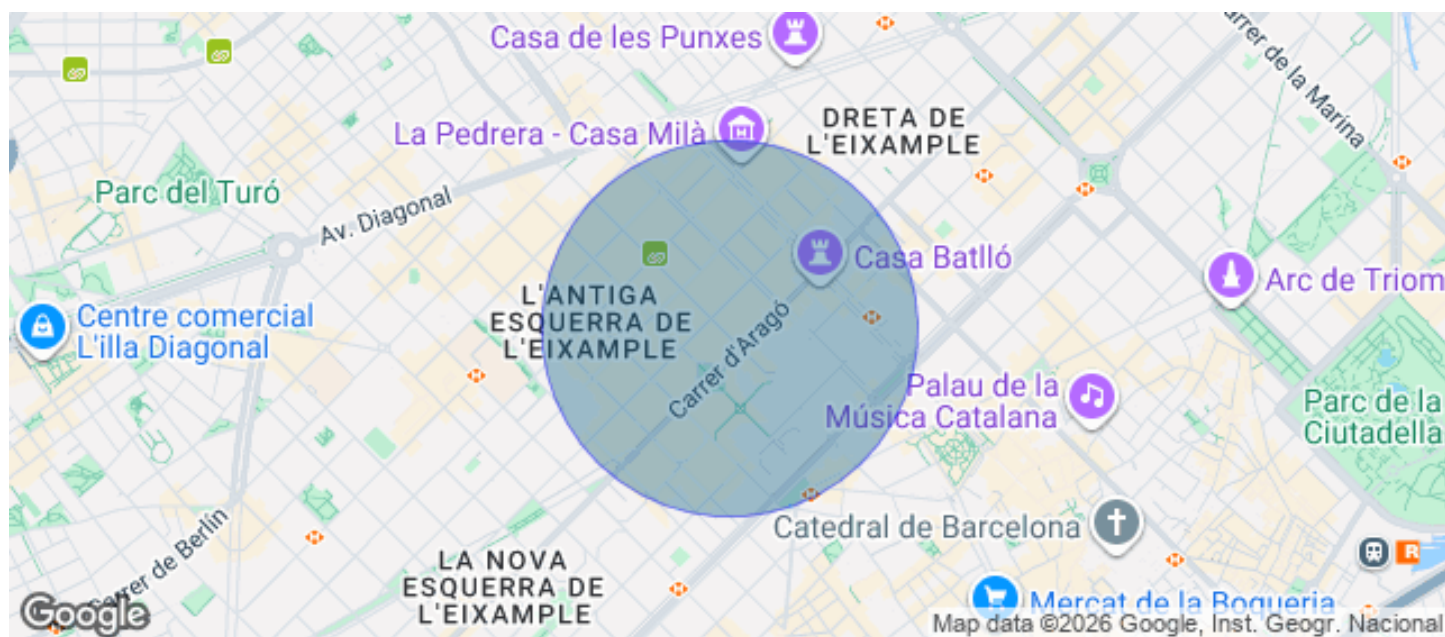 Casa de les Punxes
La Pedrera - Casa Milà
DRETA DE
L'EIXAMPLE
Carrer de la Marina
Parc del Turó
Av. Diagonal
Casa Batlló
Arc de Triom
L'ANTIGA
ESQUERRA DE
L'EIXAMPLE
Centre comercial
L'illa Diagonal
Carrer d'Aragó
Palau de la
Música Catalana
Parc de la
Ciutadella
Catedral de Barcelona
Carrer de Berlín
LA NOVA
ESQUERRA DE
L'EIXAMPLE
R
Mercat de la Boqueria
Google
Map data ©2026 Google, Inst. Geogr. Nacional